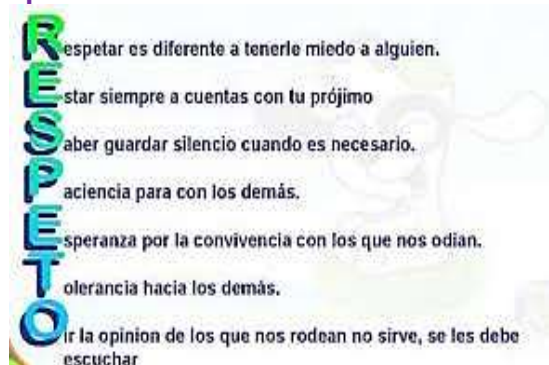 Respetar es diferente a tenerle miedo a alguien.
Estar siempre a cuentas con tu prójimo
Saber guardar silencio cuando es necesario.
Paciencia para con los demás.
Esperanza por la convivencia con los que nos odian.
Tolerancia hacia los demás.
Oir la opinion de los que nos rodean no sirve, se les debe
escuchar